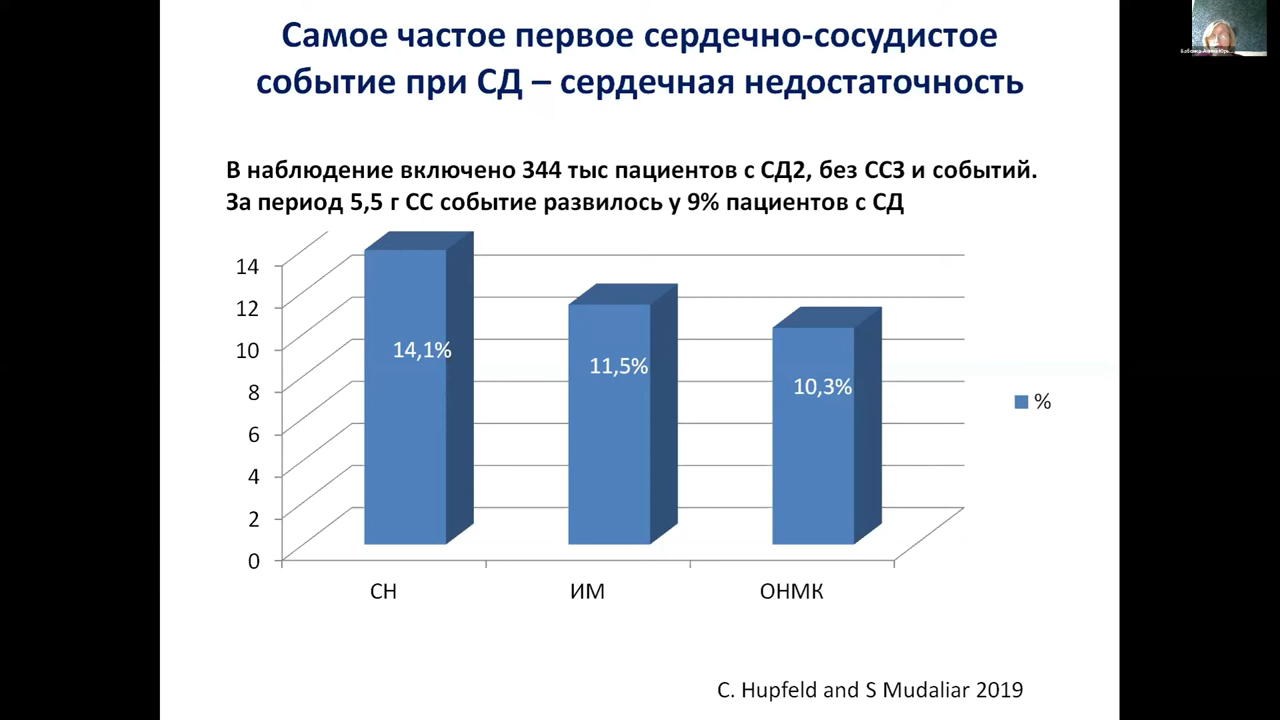 Самое частое первое сердечно-сосудистое
событие при СД – сердечная недостаточность
В наблюдение включено 344 тыс пациентов с СД2, без ССЗ и событий.
За период 5,5 г СС событие развилось у 9% пациентов с СД
14
12
10
8
6
4
2
0
14,1%
11,5%
10,3%
%
СН
ИМ
ОНМК
C. Hupfeld and S Mudaliar 2019